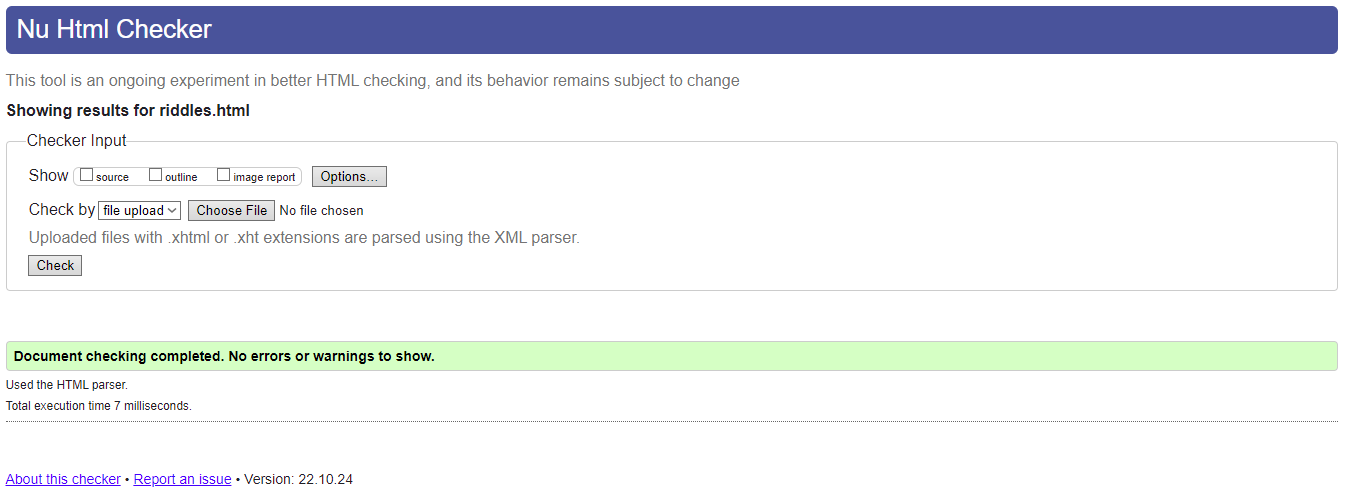 Nu Html Checker
This tool is an ongoing experiment in better HTML checking, and its behavior remains subject to change
Showing results for riddles.html
Checker Input
Show source outline image report Options...
Check by file upload Choose File No file chosen
Uploaded files with .xhtml or .xht extensions are parsed using the XML parser.
Check
Document checking completed. No errors or warnings to show.
Used the HTML parser.
Total execution time 7 milliseconds.
About this checker • Report an issue • Version: 22.10.24